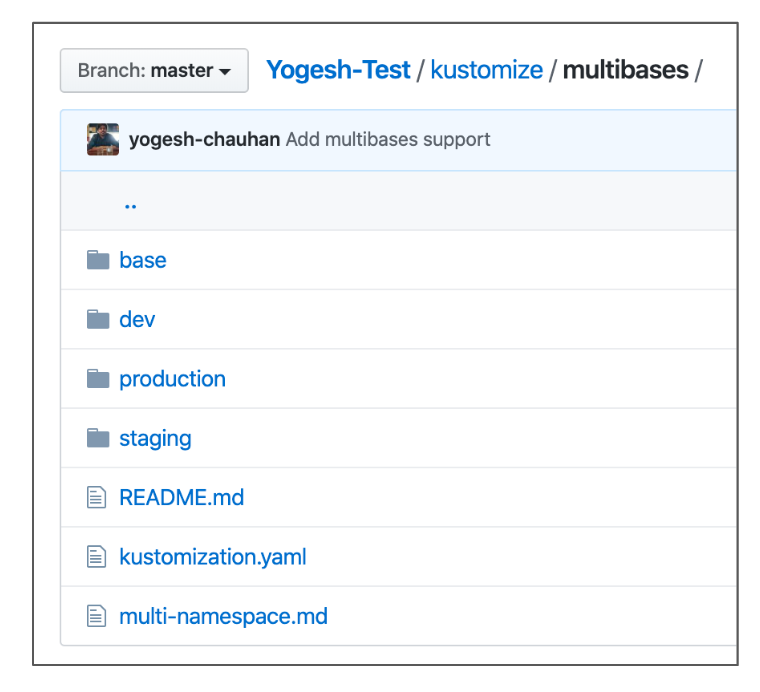 Branch: master Yogesh-Test / kustomize / multibases /
yogesh-chauhan Add multibases support
..
base
dev
production
staging
README.md
kustomization.yaml
multi-namespace.md